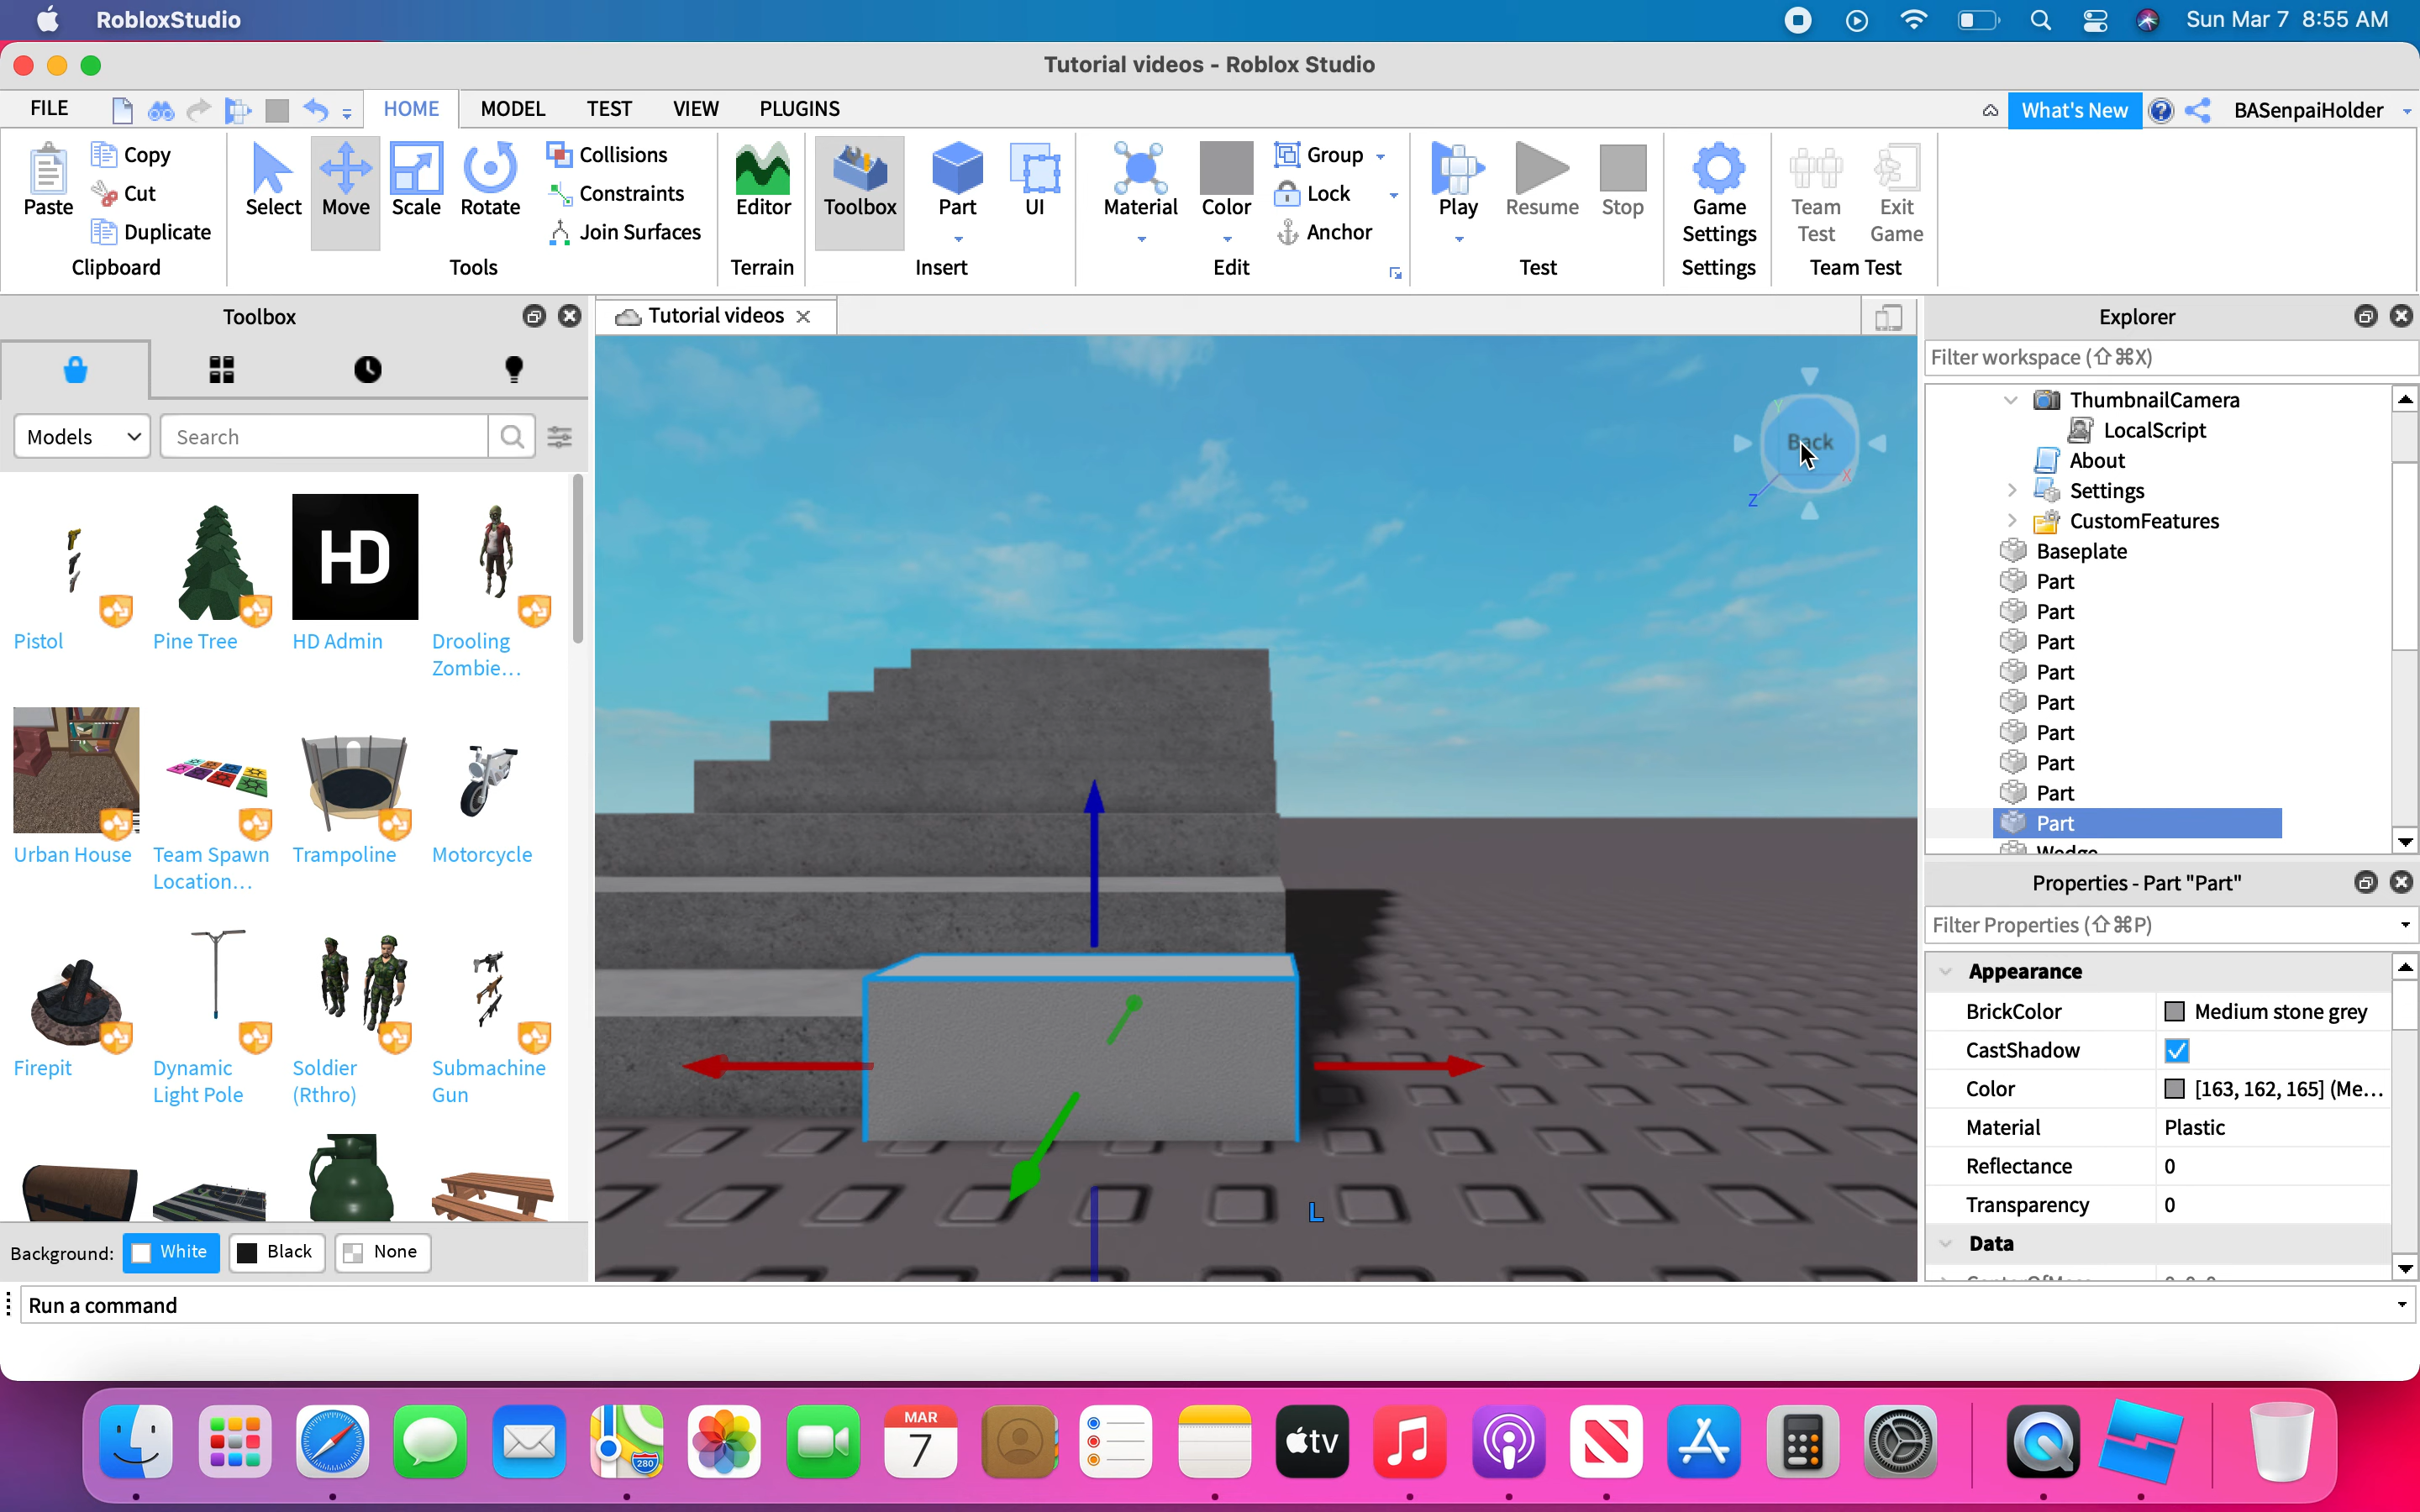 RobloxStudio
Sun Mar 7 8:55 AM
Tutorial videos - Roblox Studio
FILE
HOME
MODEL
TEST
VIEW
PLUGINS
What's New
?
BASenpaiHolder
Paste
Copy
Cut
Duplicate
Clipboard
Select
Move
Scale
Rotate
Collisions
Constraints
Join Surfaces
Tools
Editor
Terrain
Toolbox
Part
UI
Insert
Material
Color
Group
Lock
Anchor
Edit
Play
Resume
Stop
Test
Game
Settings
Settings
Team
Test
Exit
Game
Team Test
Toolbox
Models
Search
HD
Pistol
Pine Tree
HD Admin
Drooling
Zombie...
Urban House
Team Spawn
Location...
Trampoline
Motorcycle
Firepit
Dynamic
Light Pole
Soldier
(Rthro)
Submachine
Gun
Background:
White
Black
None
Tutorial videos
Back
Y
X
Z
L
Explorer
Filter workspace (⇧⌘X)
ThumbnailCamera
LocalScript
About
Settings
CustomFeatures
Baseplate
Part
Part
Part
Part
Part
Part
Part
Part
Part
Wedge
Properties - Part "Part"
Filter Properties (⇧⌘P)
Appearance
BrickColor
Medium stone grey
CastShadow
Color
[163, 162, 165] (Me...
Material
Plastic
Reflectance
0
Transparency
0
Data
Run a command
280
MAR
7
tv